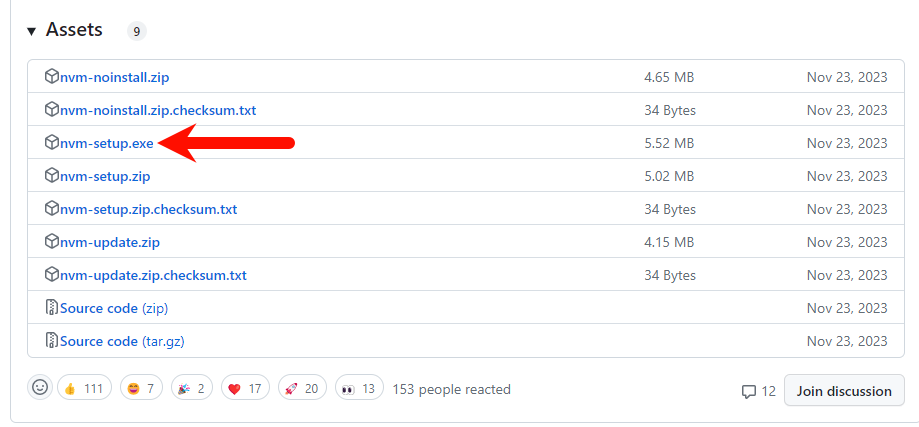 Assets 9
nvm-noinstall.zip 4.65 MB Nov 23, 2023
nvm-noinstall.zip.checksum.txt 34 Bytes Nov 23, 2023
nvm-setup.exe 5.52 MB Nov 23, 2023
nvm-setup.zip 5.02 MB Nov 23, 2023
nvm-setup.zip.checksum.txt 34 Bytes Nov 23, 2023
nvm-update.zip 4.15 MB Nov 23, 2023
nvm-update.zip.checksum.txt 34 Bytes Nov 23, 2023
Source code (zip) Nov 23, 2023
Source code (tar.gz) Nov 23, 2023
👍 111 😄 7 🎉 2 ❤️ 17 🚀 20 👀 13 153 people reacted 12 Join discussion